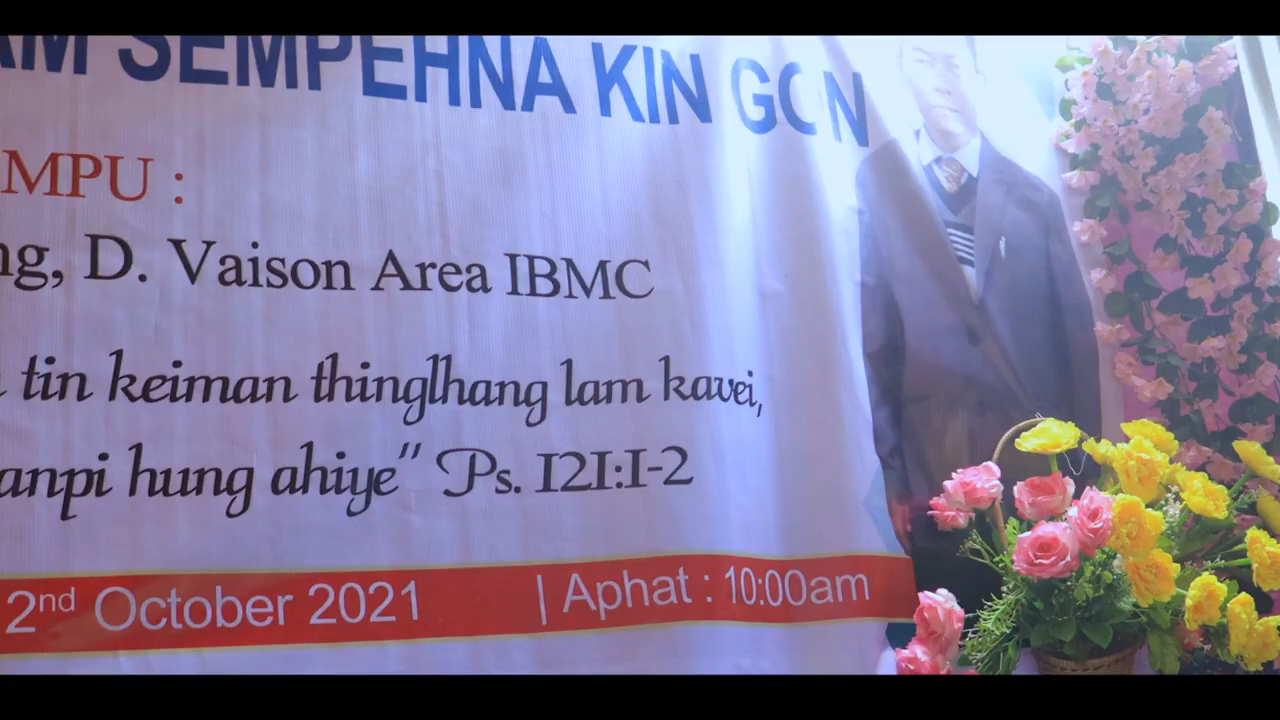 AM SEMPEHNA KIN GON
MPU :
ng, D. Vaison Area IBMC
tin keiman thinglhang lam kavei,
anpi hung ahiye" Ps. 121:1-2
2nd October 2021 | Aphat : 10:00am